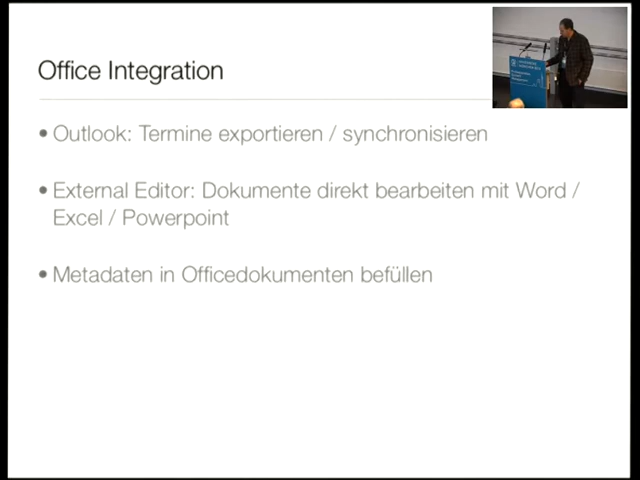 Office Integration
• Outlook: Termine exportieren / synchronisieren
• External Editor: Dokumente direkt bearbeiten mit Word /
Excel / Powerpoint
• Metadaten in Officedokumenten befüllen